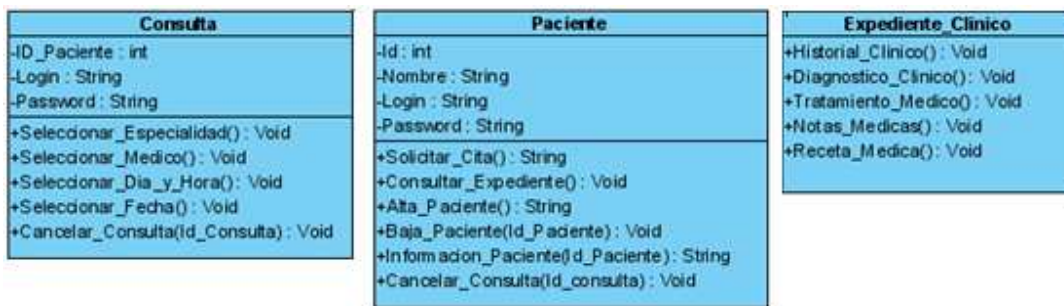 Consulta
-ID_Paciente : int
-Login : String
-Password : String
+Seleccionar_Especialidad() : Void
+Seleccionar_Medico() : Void
+Seleccionar_Dia_y_Hora() : Void
+Seleccionar_Fecha() : Void
+Cancelar_Consulta(Id_Consulta) : Void
Paciente
-Id : int
-Nombre : String
-Login : String
-Password : String
+Solicitar_Cita() : String
+Consultar_Expediente() : Void
+Alta_Paciente() : String
+Baja_Paciente(Id_Paciente) : Void
+Informacion_Paciente(Id_Paciente) : String
+Cancelar_Consulta(Id_consulta) : Void
Expediente_Clinico
+Historial_Clinico() : Void
+Diagnostico_Clinico() : Void
+Tratamiento_Medico() : Void
+Notas_Medicas() : Void
+Receta_Medica() : Void